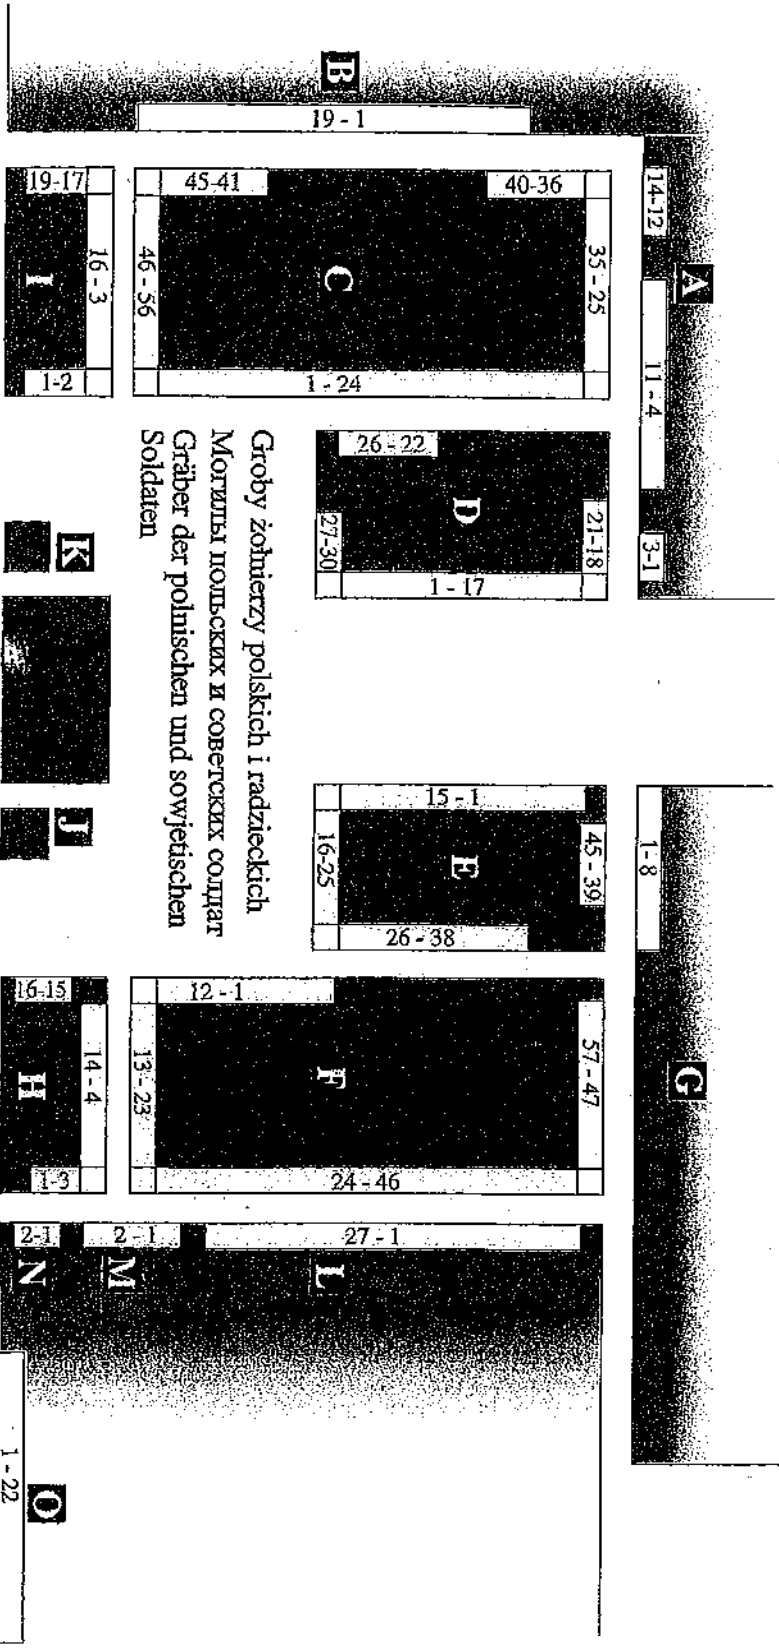 A
G
14-12
11 - 4
3-1
1- 8
35 - 25
21-18
45 - 39
57 - 47
40-36
1 - 24
D
1 - 17
15 - 1
E
26 - 38
B
19 - 1
C
26 - 22
F
24 - 46
L
27 - 1
45-41
27-30
16-25
12 - 1
46 - 56
13 - 23
Groby żołnierzy polskich i radzieckich
Могилы польских и советских солдат
Gräber der polnischen und sowjetischen
Soldaten
16 - 3
14 - 4
M
2 - 1
19-17
I
1-2
K
J
16-15
H
1-3
2-1
N
O
1 - 22